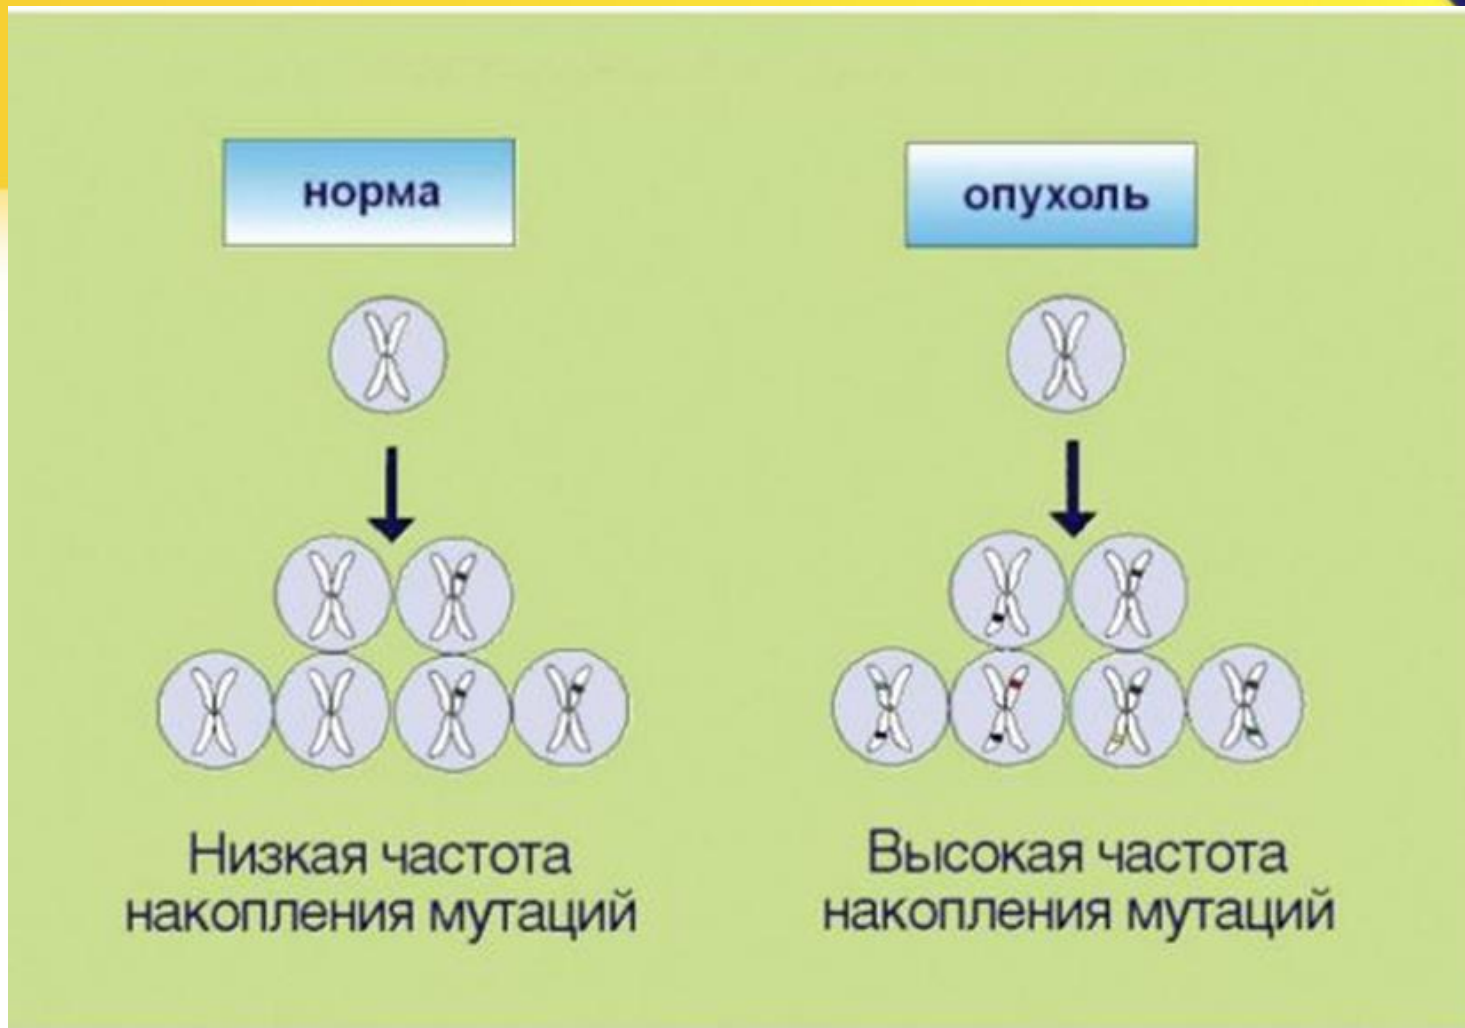 норма
опухоль
Низкая частота
накопления мутаций
Высокая частота
накопления мутаций